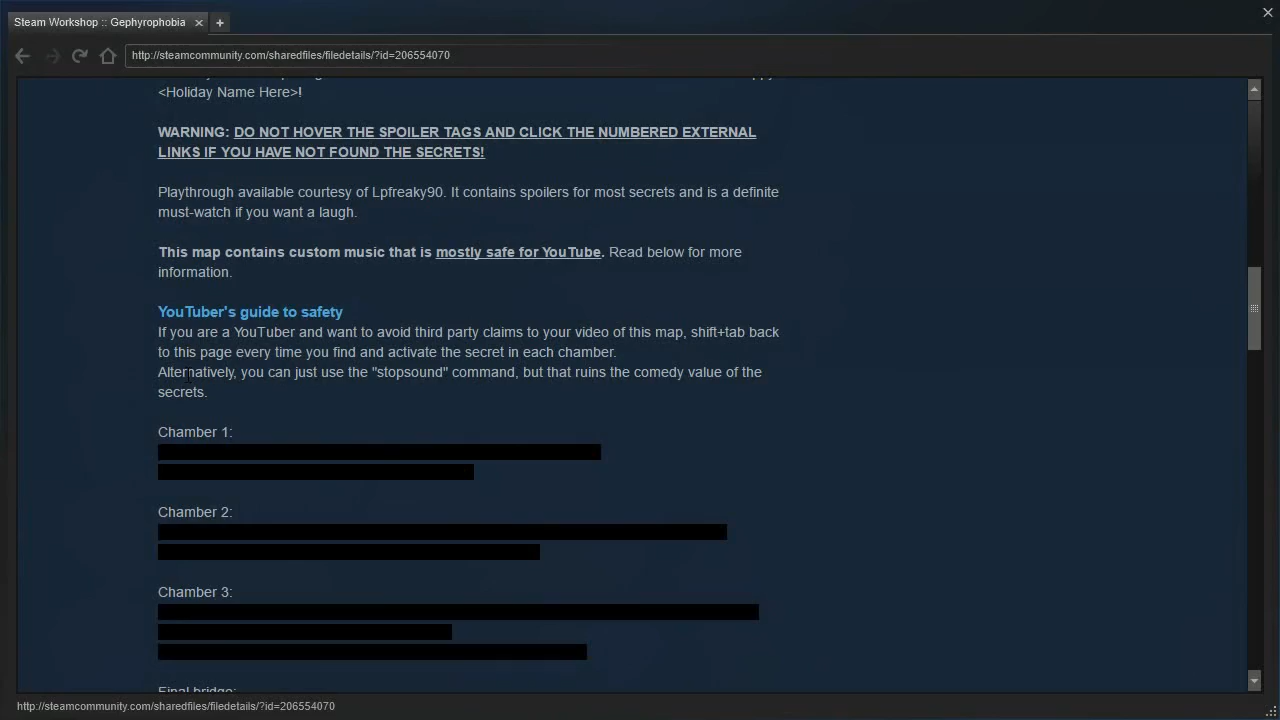 Steam Workshop :: Gephyrophobia
http://steamcommunity.com/sharedfiles/filedetails/?id=206554070
<Holiday Name Here>!
WARNING: DO NOT HOVER THE SPOILER TAGS AND CLICK THE NUMBERED EXTERNAL
LINKS IF YOU HAVE NOT FOUND THE SECRETS!
Playthrough available courtesy of Lpfreaky90. It contains spoilers for most secrets and is a definite
must-watch if you want a laugh.
This map contains custom music that is mostly safe for YouTube. Read below for more
information.
YouTuber's guide to safety
If you are a YouTuber and want to avoid third party claims to your video of this map, shift+tab back
to this page every time you find and activate the secret in each chamber.
Alternatively, you can just use the "stopsound" command, but that ruins the comedy value of the
secrets.
Chamber 1:
Chamber 2:
Chamber 3:
Final bridge:
http://steamcommunity.com/sharedfiles/filedetails/?id=206554070